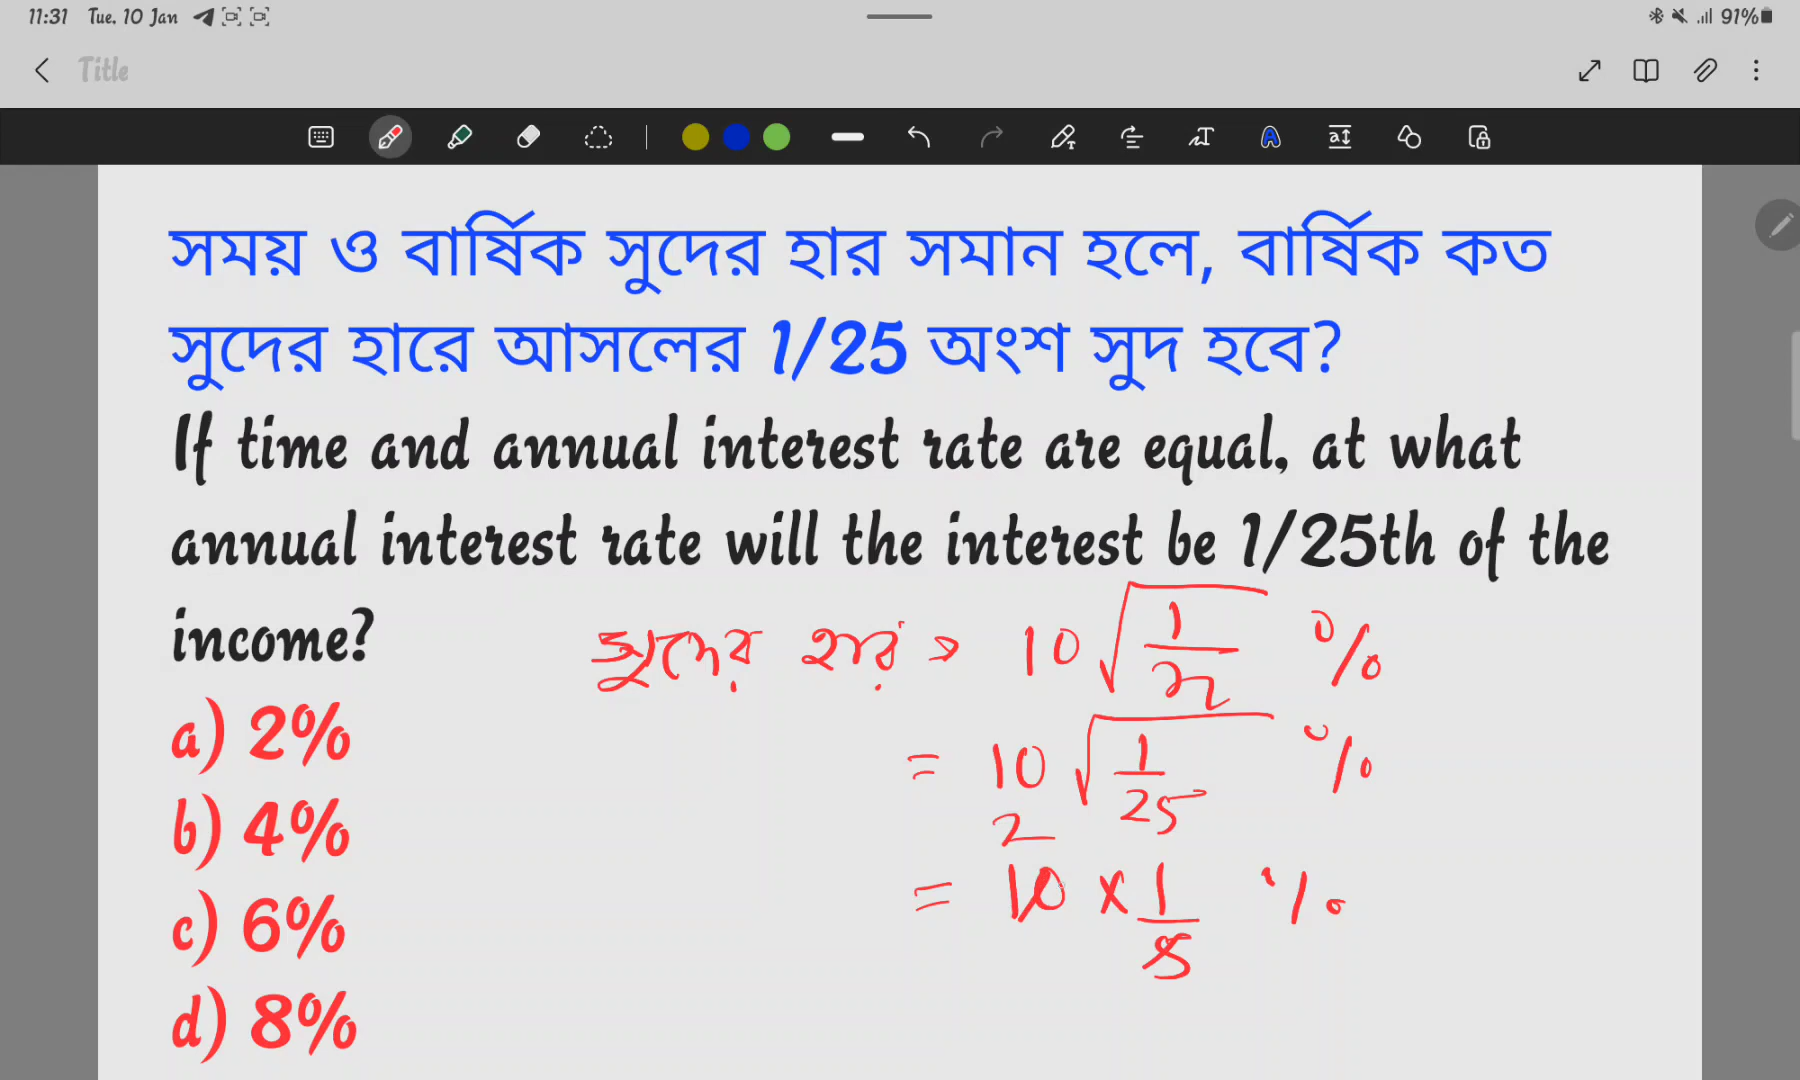 11:31 Tue, 10 Jan 91%
Title
সময় ও বার্ষিক সুদের হার সমান হলে, বার্ষিক কত
সুদের হারে আসলের 1/25 অংশ সুদ হবে?
If time and annual interest rate are equal, at what
annual interest rate will the interest be 1/25th of the
income?
সুদের হার → 10 √(1/n) %
a) 2%
= 10 √(1/25) %
b) 4%
2
= 10 × 1/5 %
c) 6%
d) 8%